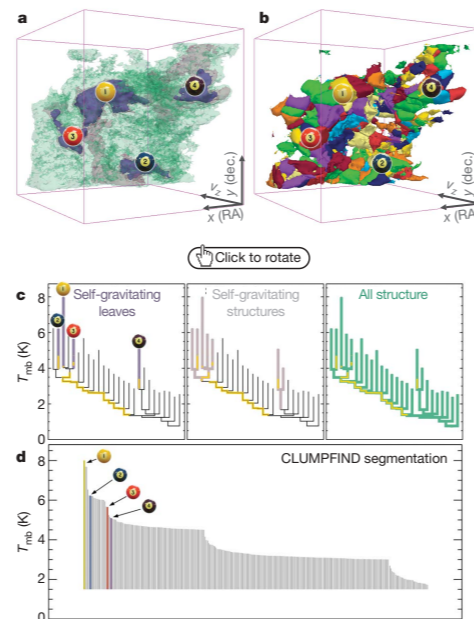 a
b
1
4
3
2
v_z
y (dec.)
x (RA)
1
4
3
2
v_z
y (dec.)
x (RA)
Click to rotate
c
8
6
4
2
0
T_mb (K)
1
2
3
4
Self-gravitating
leaves
Self-gravitating
structures
All structure
d
8
6
4
2
0
T_mb (K)
CLUMPFIND segmentation
1
2
3
4